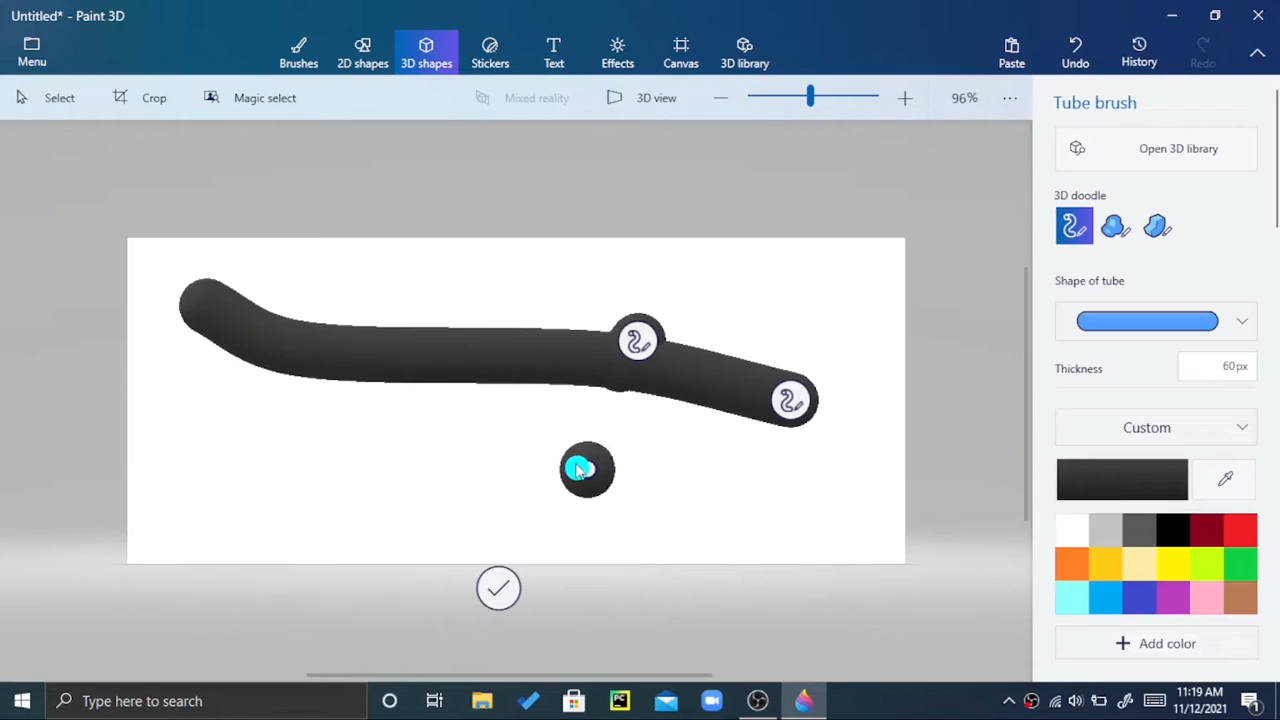 Untitled* - Paint 3D
Menu
Brushes
2D shapes
3D shapes
Stickers
Text
Effects
Canvas
3D library
Paste
Undo
History
Redo
Select
Crop
Magic select
Mixed reality
3D view
96%
Tube brush
Open 3D library
3D doodle
Shape of tube
Thickness
60px
Custom
Add color
Type here to search
PC
11:19 AM
11/12/2021
1